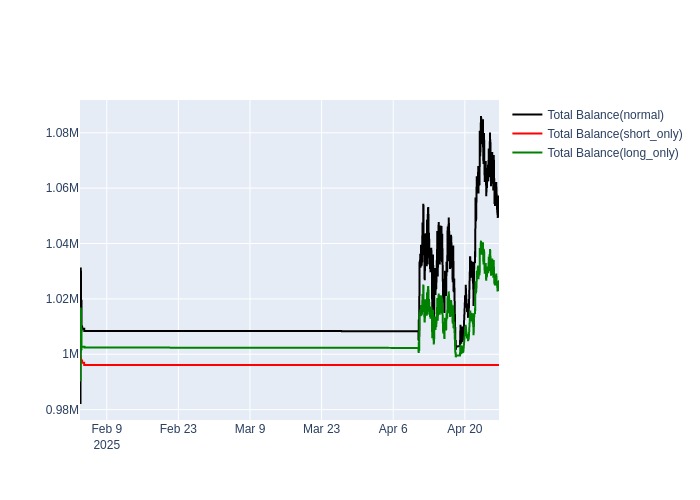 Total Balance(normal)
Total Balance(short_only)
Total Balance(long_only)
1.08M
1.06M
1.04M
1.02M
1M
0.98M
Feb 9
2025
Feb 23
Mar 9
Mar 23
Apr 6
Apr 20